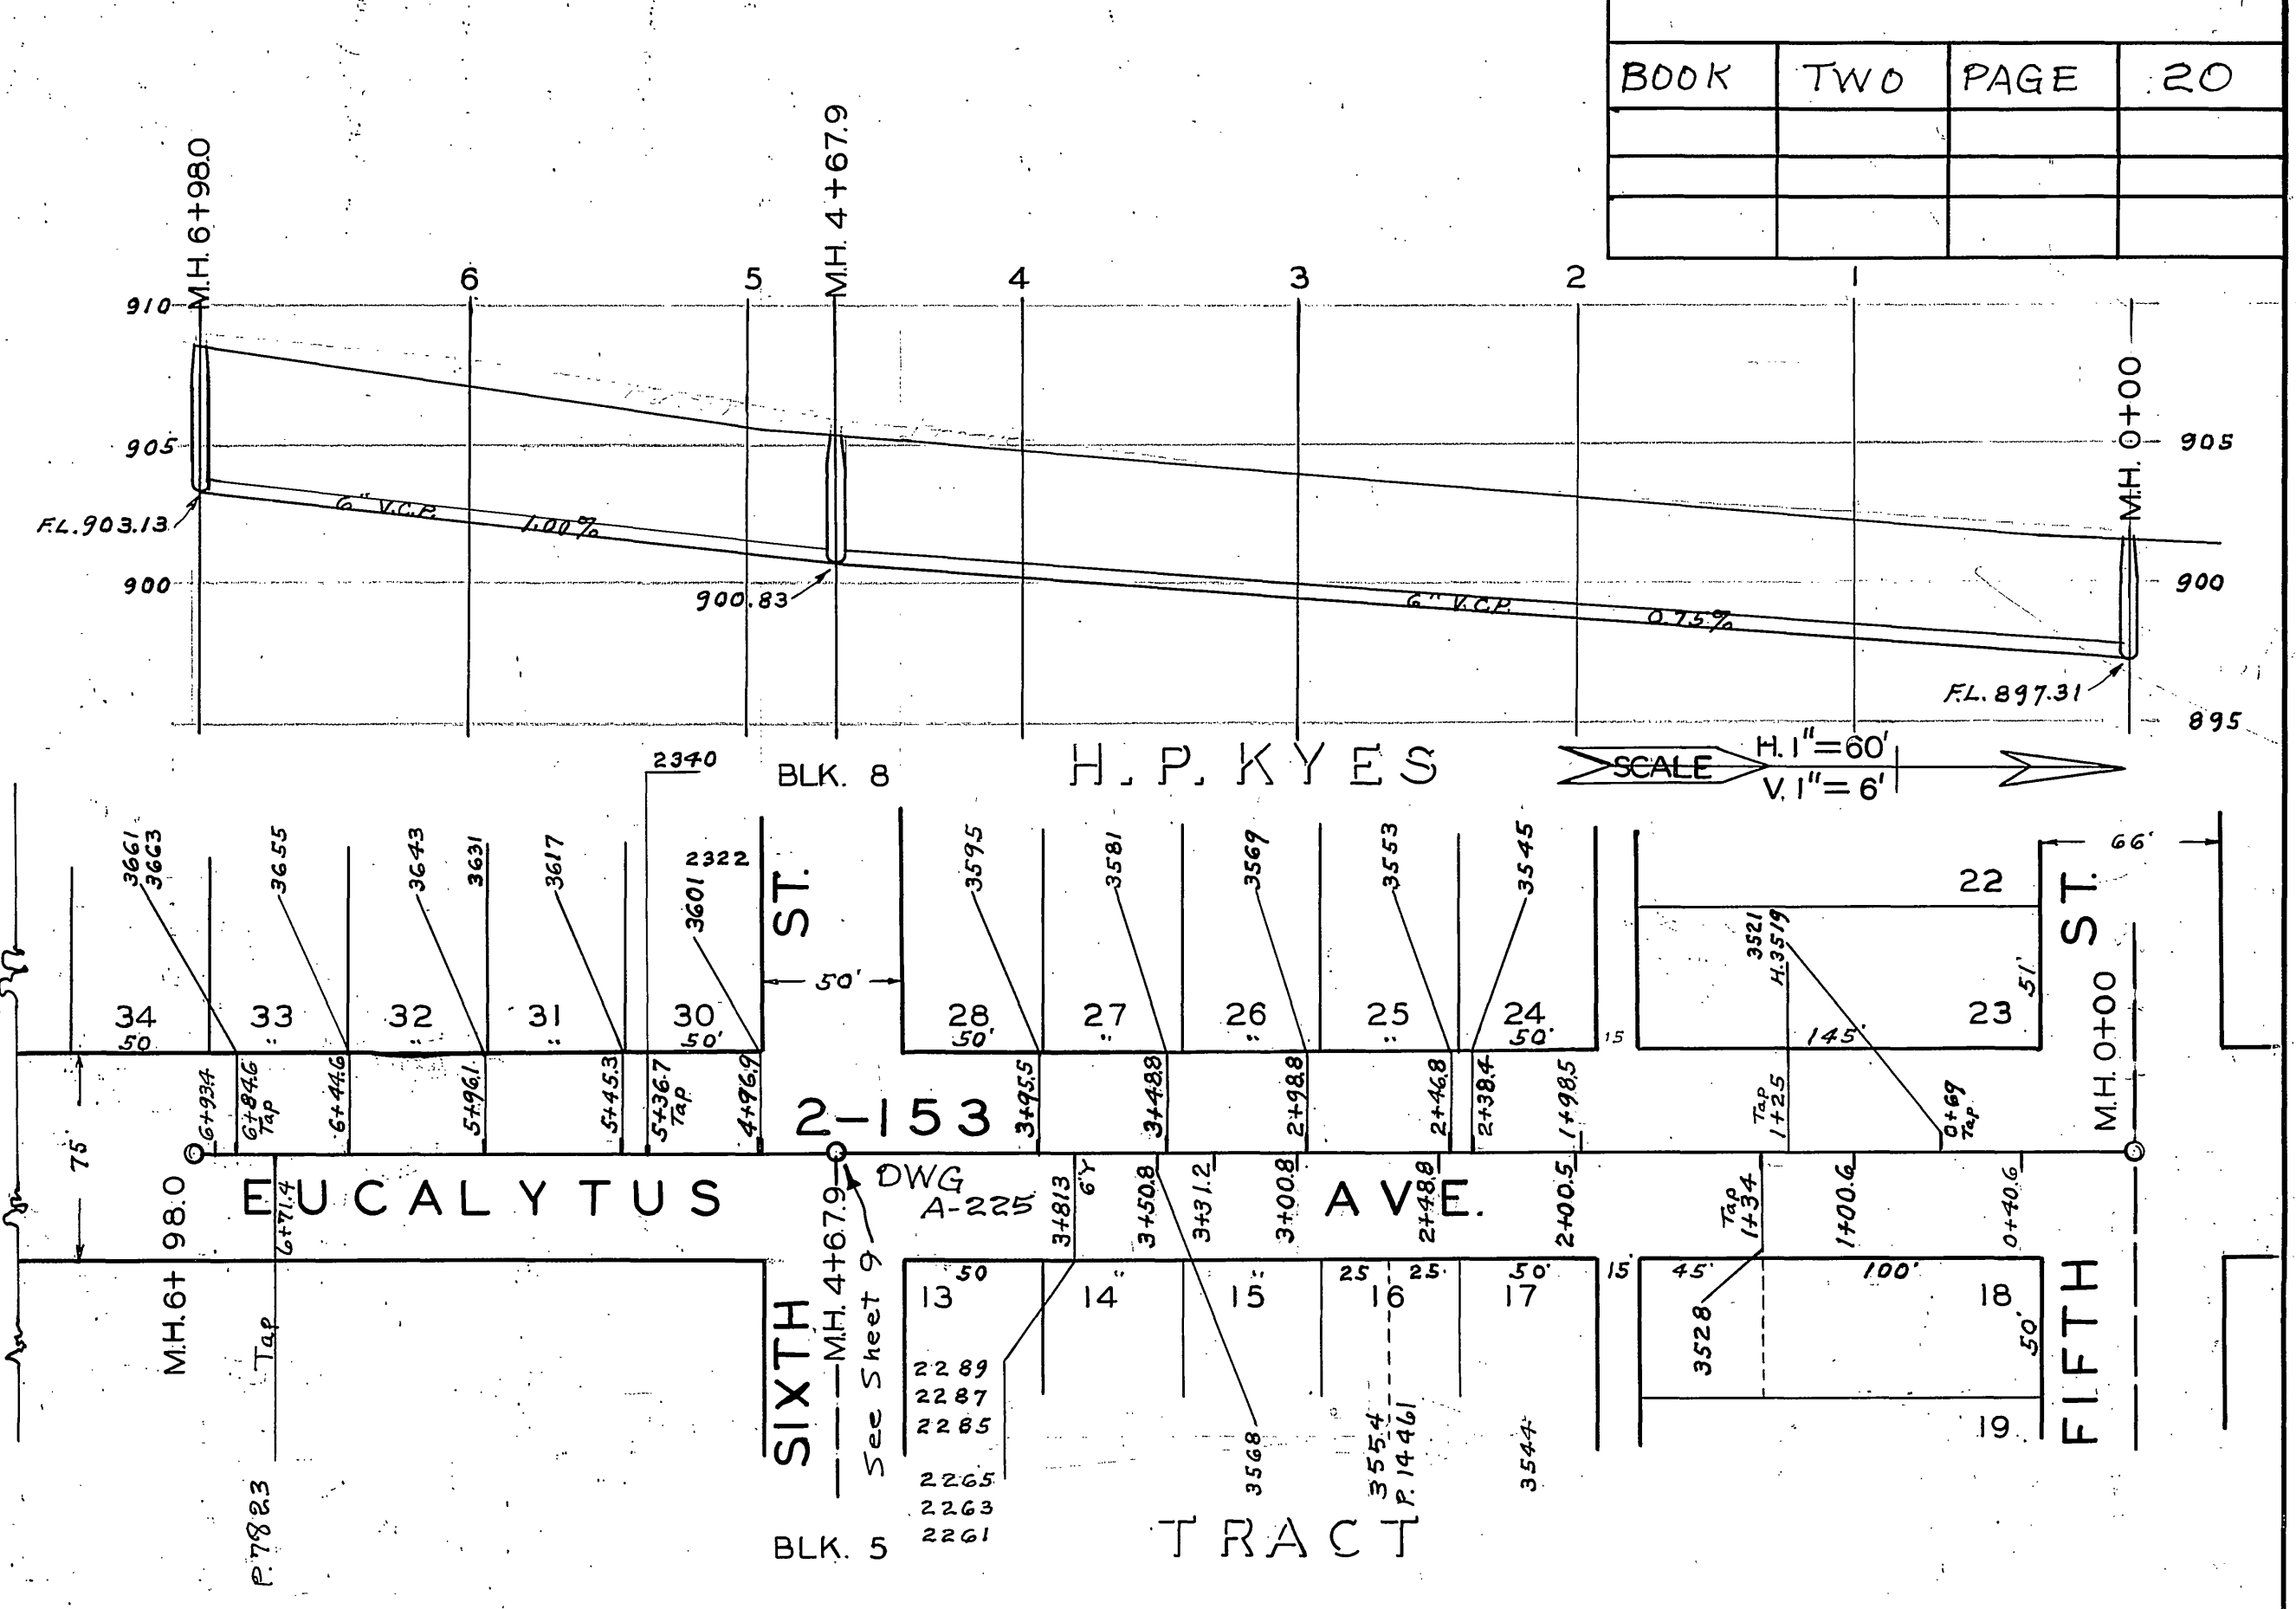 BOOK TWO PAGE 20
M.H. 6+98.0
M.H. 4+67.9
6 5 4 3 2 1
M.H. 0+00
910
905 905
F.L. 903.13
6" V.C.P. 1.00%
900 900
900.83
6" V.C.P. 0.75%
F.L. 897.31
895
2340
BLK. 8
H. P. KYES
SCALE
H. 1"=60'
V. 1"=6'
3661
3663
3655
3643
3631
3617
2322
3601
ST.
50'
3595
3581
3569
3553
3545
66'
22
3521
H.3519
ST.
M.H. 0+00
34
50
33
"
32
"
31
"
30
50'
28
50'
27
"
26
"
25
"
24
50'
15
145'
23
51'
75'
6+93.4
6+84.6
Tap
6+44.6
5+96.1
5+45.3
5+36.7
Tap
4+96.9
2-153
3+95.5
3+48.8
2+98.8
2+46.8
2+38.4
1+98.5
Tap
1+25
0+69
Tap
M.H. 6+98.0
EUCALYTUS AVE.
6+71.4
Tap
P.7823
M.H. 4+67.9
See Sheet 9
DWG
A-225
3+81.3
6"Y
3+50.8
3+31.2
3+00.8
2+48.8
2+00.5
Tap
1+34
1+00.6
0+40.6
SIXTH
50
13
14
"
15
"
25 25
16
50'
17
15
45'
100'
18
50'
19
FIFTH
3528
2289
2287
2285
2265
2263
2261
3568
3554
P.14461
3544
BLK. 5
TRACT